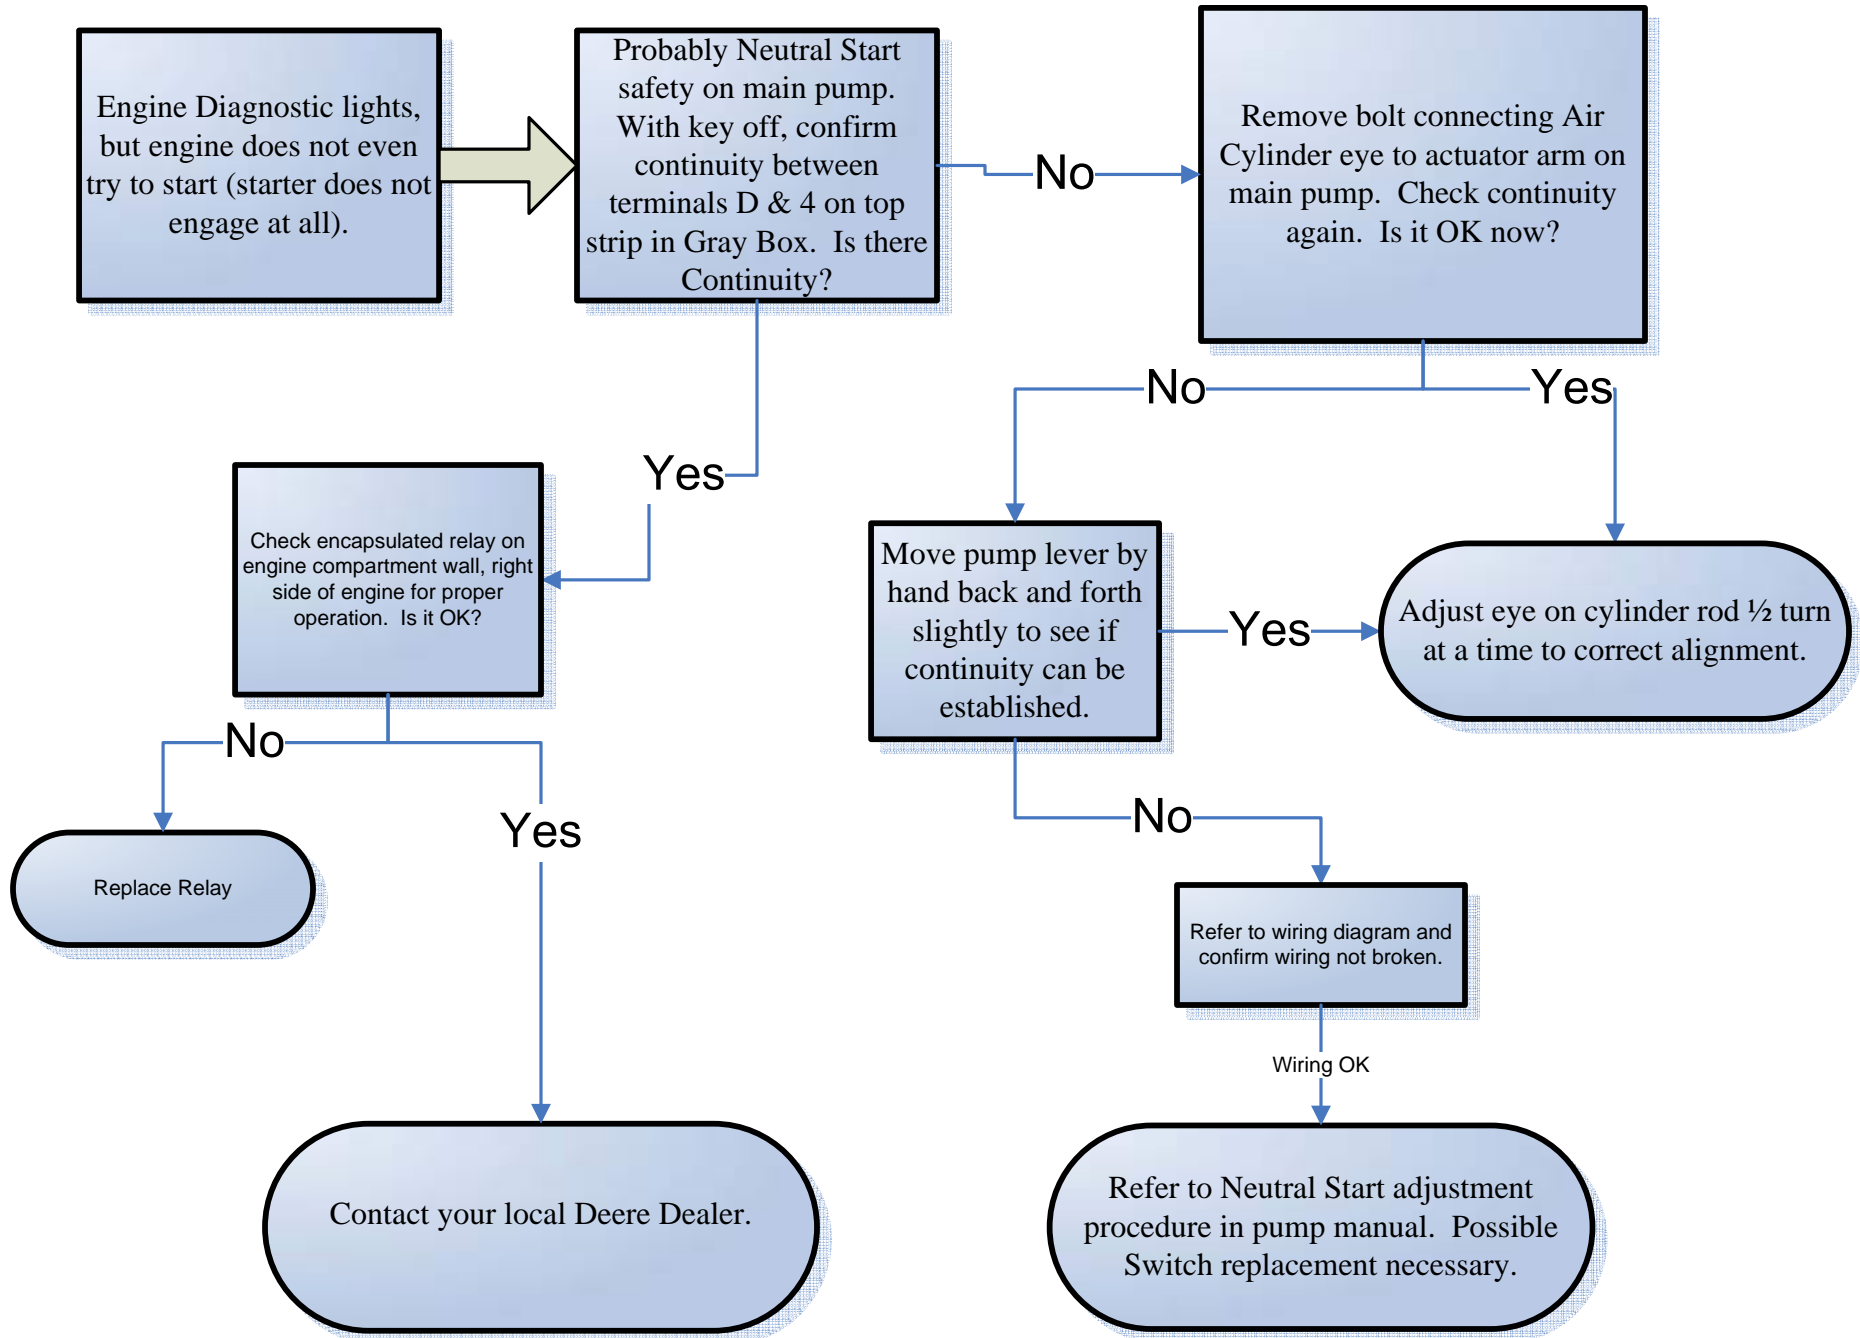 Engine Diagnostic lights,
but engine does not even
try to start (starter does not
engage at all).
Probably Neutral Start
safety on main pump.
With key off, confirm
continuity between
terminals D & 4 on top
strip in Gray Box.  Is there
Continuity?
No
Remove bolt connecting Air
Cylinder eye to actuator arm on
main pump.  Check continuity
again.  Is it OK now?
No
Yes
Yes
Check encapsulated relay on
engine compartment wall, right
side of engine for proper
operation.  Is it OK?
Move pump lever by
hand back and forth
slightly to see if
continuity can be
established.
Yes
Adjust eye on cylinder rod ½ turn
at a time to correct alignment.
No
Yes
No
Replace Relay
Refer to wiring diagram and
confirm wiring not broken.
Wiring OK
Contact your local Deere Dealer.
Refer to Neutral Start adjustment
procedure in pump manual.  Possible
Switch replacement necessary.